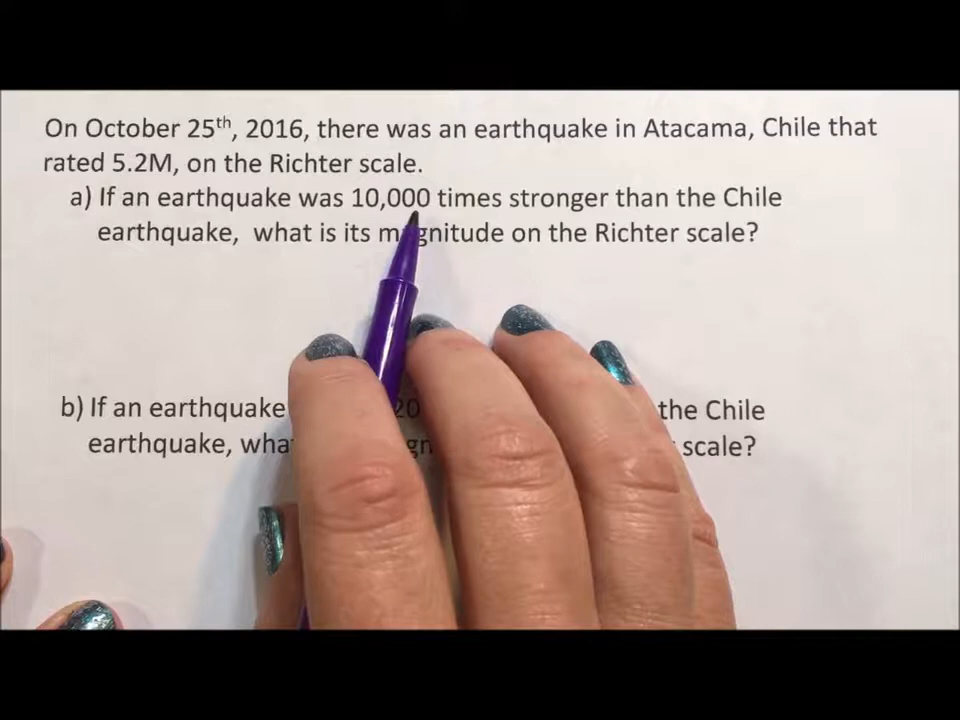 On October 25th, 2016, there was an earthquake in Atacama, Chile that
rated 5.2M, on the Richter scale.
a) If an earthquake was 10,000 times stronger than the Chile
earthquake, what is its magnitude on the Richter scale?
b) If an earthquake 20 the Chile
earthquake, scale?